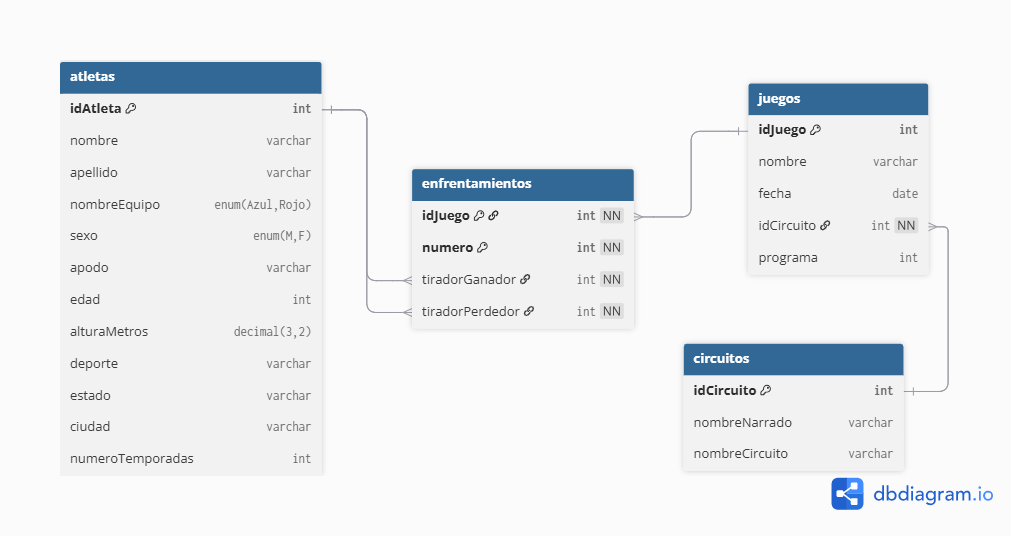 atletas
idAtleta int
nombre varchar
apellido varchar
nombreEquipo enum(Azul,Rojo)
sexo enum(M,F)
apodo varchar
edad int
alturaMetros decimal(3,2)
deporte varchar
estado varchar
ciudad varchar
numeroTemporadas int
enfrentamientos
idJuego int NN
numero int NN
tiradorGanador int NN
tiradorPerdedor int NN
juegos
idJuego int
nombre varchar
fecha date
idCircuito int NN
programa int
circuitos
idCircuito int
nombreNarrado varchar
nombreCircuito varchar
dbdiagram.io